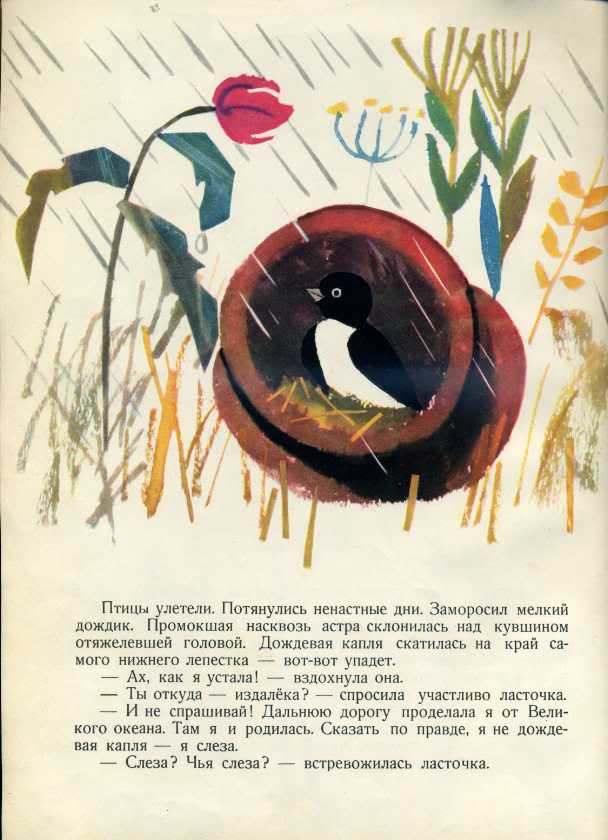 Птицы улетели. Потянулись ненастные дни. Заморосил мелкий
дождик. Промокшая насквозь астра склонилась над кувшином
отяжелевшей головой. Дождевая капля скатилась на край са-
мого нижнего лепестка — вот-вот упадет.
— Ах, как я устала! — вздохнула она.
— Ты откуда — издалёка? — спросила участливо ласточка.
— И не спрашивай! Дальнюю дорогу проделала я от Вели-
кого океана. Там я и родилась. Сказать по правде, я не дожде-
вая капля — я слеза.
— Слеза? Чья слеза? — встревожилась ласточка.